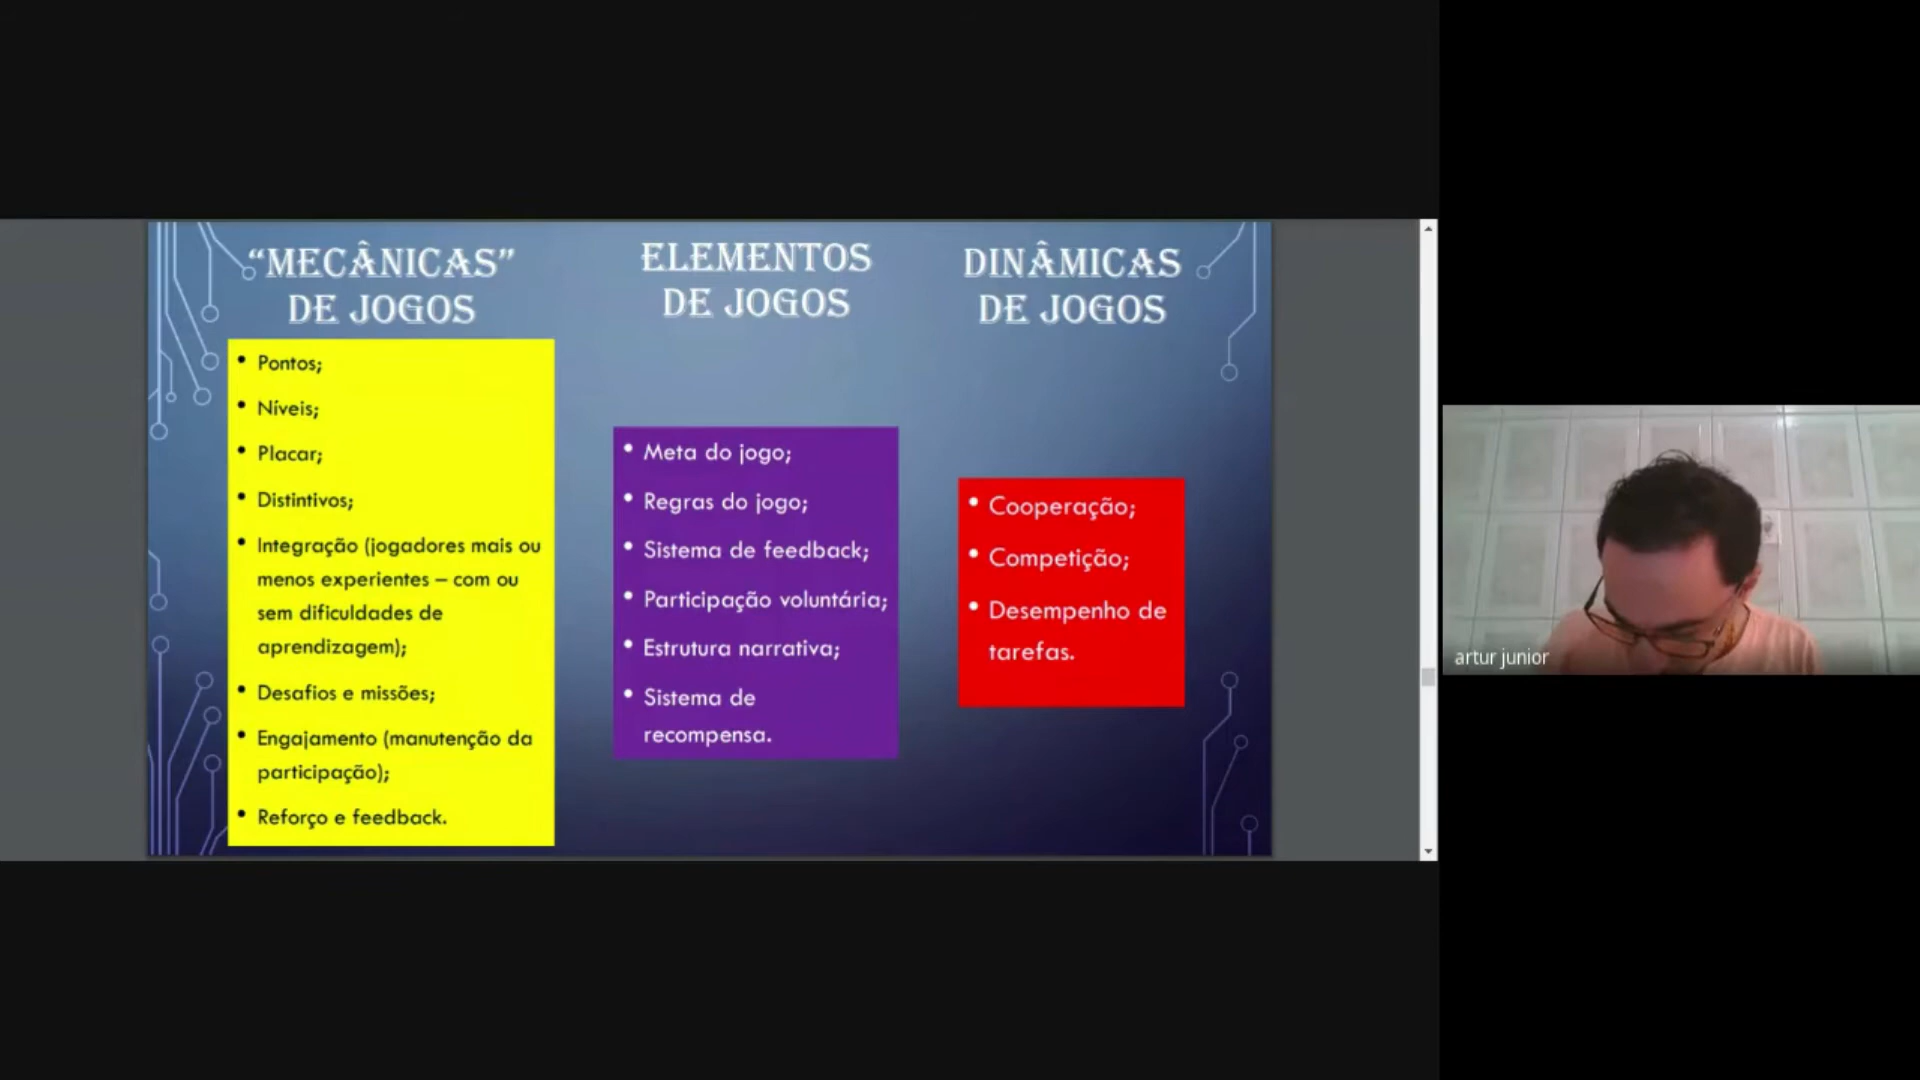 “MECÂNICAS”
DE JOGOS
• Pontos;
• Níveis;
• Placar;
• Distintivos;
• Integração (jogadores mais ou
menos experientes – com ou
sem dificuldades de
aprendizagem);
• Desafios e missões;
• Engajamento (manutenção da
participação);
• Reforço e feedback.
ELEMENTOS
DE JOGOS
• Meta do jogo;
• Regras do jogo;
• Sistema de feedback;
• Participação voluntária;
• Estrutura narrativa;
• Sistema de
recompensa.
DINÂMICAS
DE JOGOS
• Cooperação;
• Competição;
• Desempenho de
tarefas.
artur junior